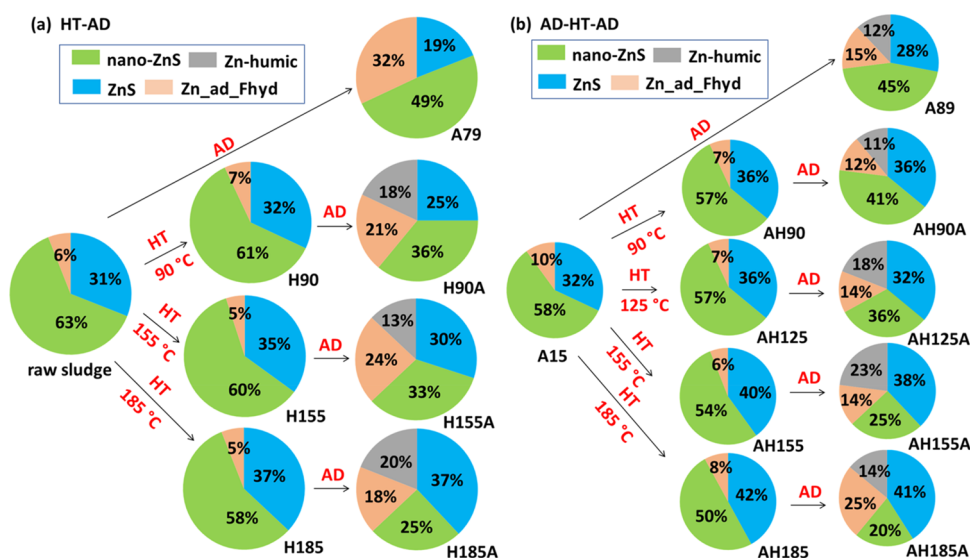 (a) HT-AD
nano-ZnS Zn-humic
ZnS Zn_ad_Fhyd
19%
32%
49%
A79
AD
7%
32%
61%
H90
AD
18%
25%
21%
36%
H90A
6%
31%
63%
raw sludge
HT
90 °C
HT
155 °C
HT
185 °C
5%
35%
60%
H155
AD
13%
30%
24%
33%
H155A
5%
37%
58%
H185
AD
20%
37%
18%
25%
H185A
(b) AD-HT-AD
nano-ZnS Zn-humic
ZnS Zn_ad_Fhyd
12%
28%
15%
45%
A89
AD
7%
36%
57%
AH90
AD
11%
36%
12%
41%
AH90A
10%
32%
58%
A15
HT
90 °C
HT
125 °C
HT
155 °C
HT
185 °C
7%
36%
57%
AH125
AD
18%
32%
14%
36%
AH125A
6%
40%
54%
AH155
AD
23%
38%
14%
25%
AH155A
8%
42%
50%
AH185
AD
14%
41%
25%
20%
AH185A